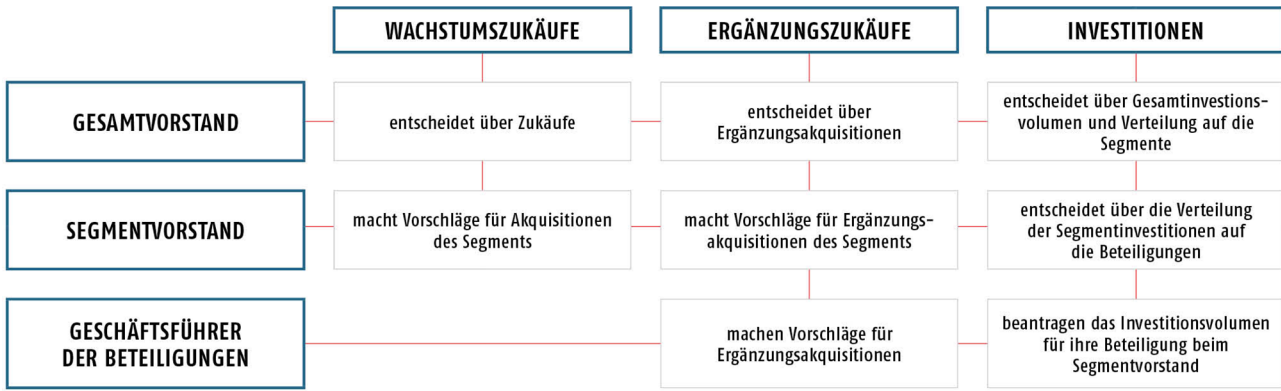 WACHSTUMSZUKÄUFE
ERGÄNZUNGSZUKÄUFE
INVESTITIONEN
GESAMTVORSTAND
entscheidet über Zukäufe
entscheidet über
Ergänzungsakquisitionen
entscheidet über Gesamtinvestions-
volumen und Verteilung auf die
Segmente
SEGMENTVORSTAND
macht Vorschläge für Akquisitionen
des Segments
macht Vorschläge für Ergänzungs-
akquisitionen des Segments
entscheidet über die Verteilung
der Segmentinvestitionen auf
die Beteiligungen
GESCHÄFTSFÜHRER
DER BETEILIGUNGEN
machen Vorschläge für
Ergänzungsakquisitionen
beantragen das Investitionsvolumen
für ihre Beteiligung beim
Segmentvorstand